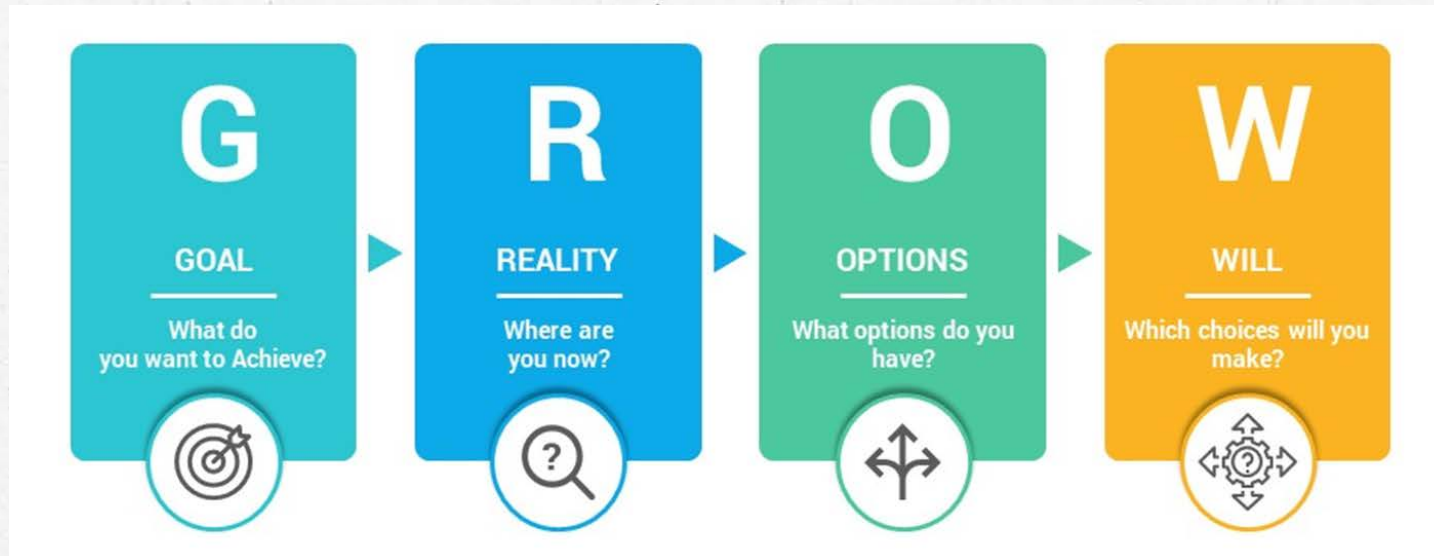 G
GOAL
What do
you want to Achieve?
R
REALITY
Where are
you now?
?
O
OPTIONS
What options do you
have?
W
WILL
Which choices will you
make?
?